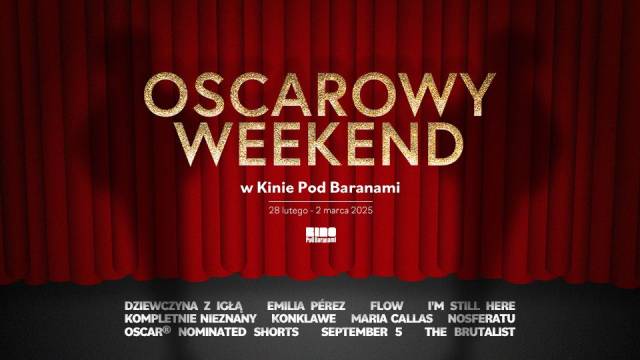 OSCAROWY
WEEKEND
w Kinie Pod Baranami
28 lutego - 2 marca 2025
KINO
Pod Baranami
DZIEWCZYNA Z IGŁĄ EMILIA PÉREZ FLOW I'M STILL HERE
KOMPLETNIE NIEZNANY KONKLAWE MARIA CALLAS NOSFERATU
OSCAR® NOMINATED SHORTS SEPTEMBER 5 THE BRUTALIST